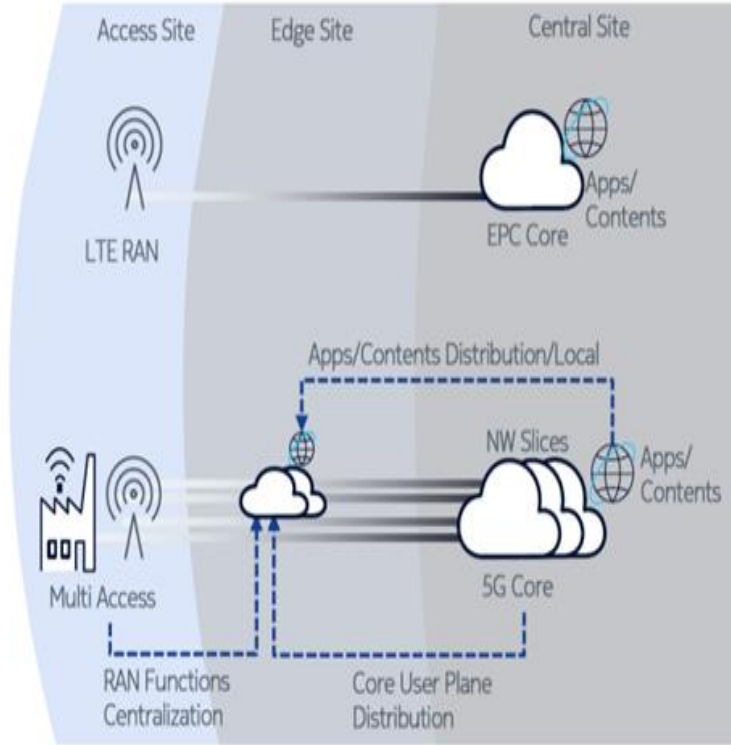 Access Site
Edge Site
Central Site
Apps/
Contents
LTE RAN
EPC Core
Apps/Contents Distribution/Local
NW Slices
Apps/
Contents
Multi Access
5G Core
RAN Functions
Centralization
Core User Plane
Distribution